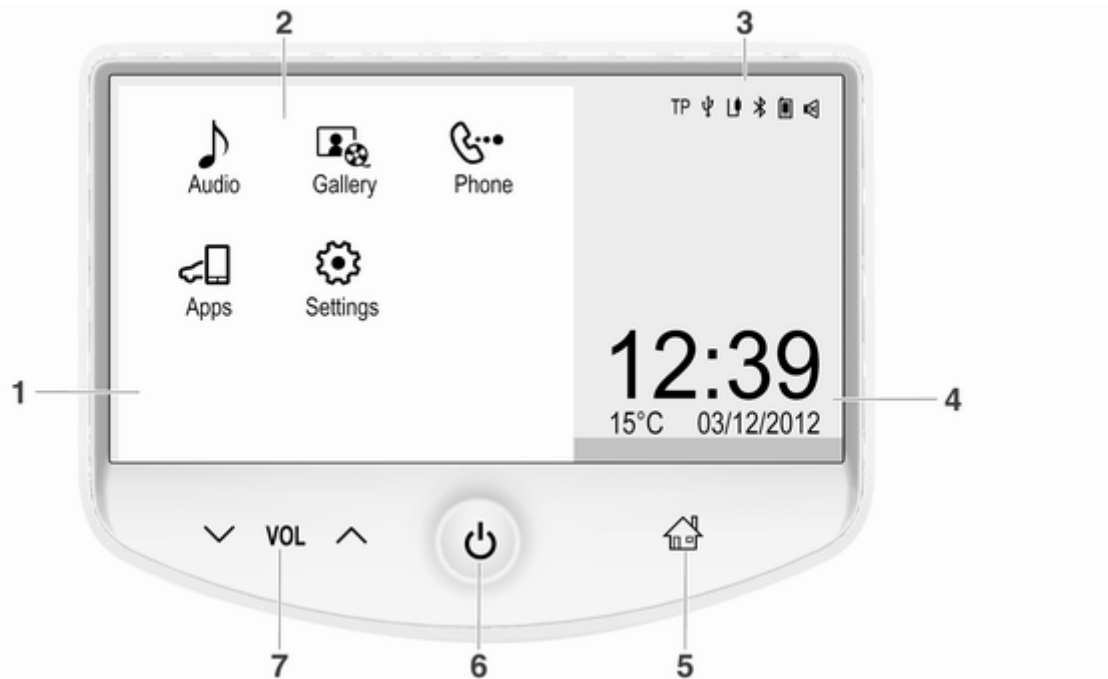 2
3
TP
Audio
Gallery
Phone
Apps
Settings
12:39
1
4
15°C 03/12/2012
VOL
7
6
5